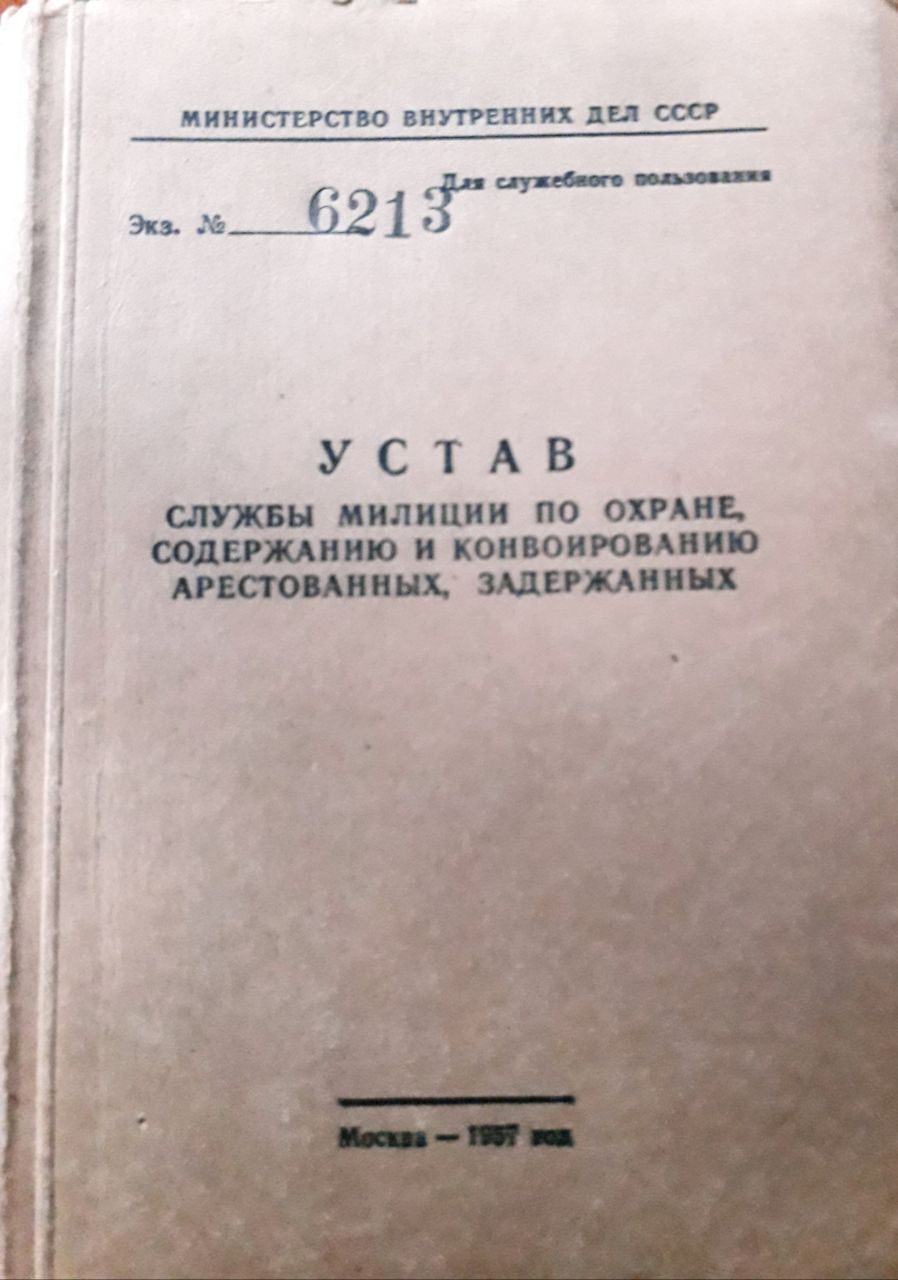 МИНИСТЕРСТВО ВНУТРЕННИХ ДЕЛ СССР
Для служебного пользования
Экз. № 6213
УСТАВ
СЛУЖБЫ МИЛИЦИИ ПО ОХРАНЕ,
СОДЕРЖАНИЮ И КОНВОИРОВАНИЮ
АРЕСТОВАННЫХ, ЗАДЕРЖАННЫХ
Москва — 1957 год